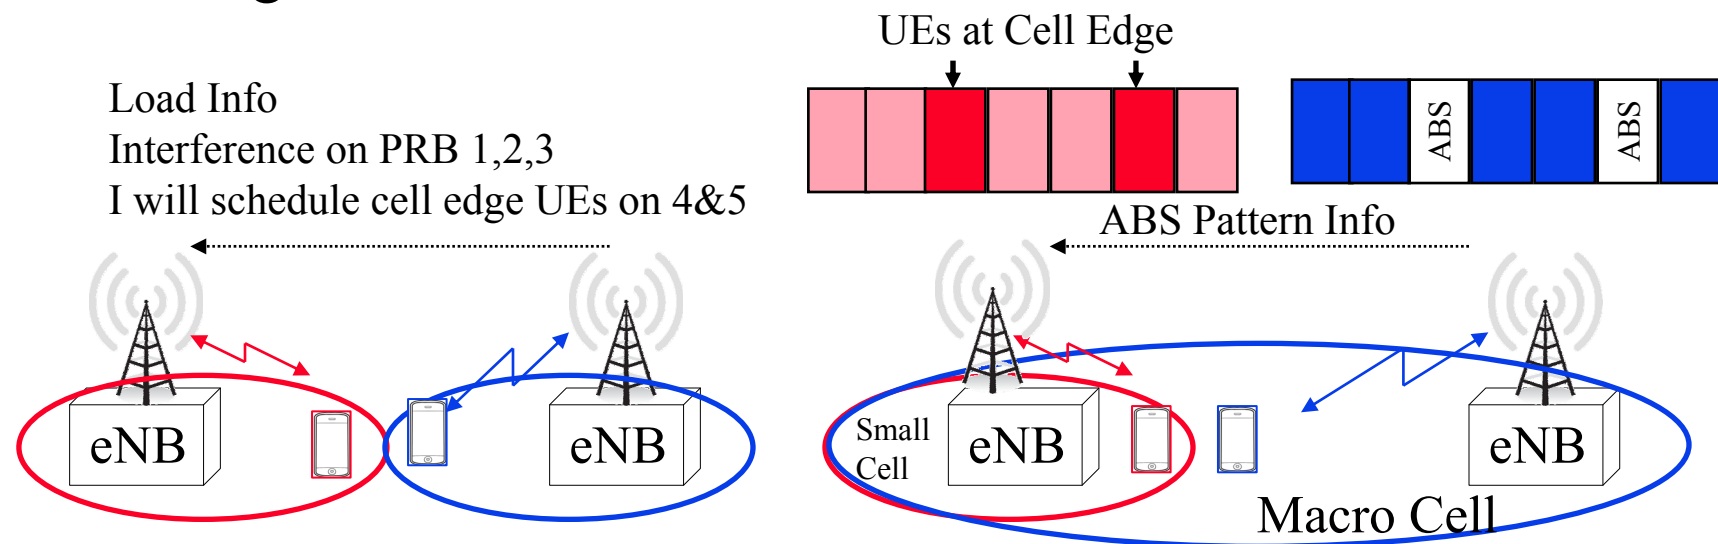 UEs at Cell Edge
Load Info
Interference on PRB 1,2,3
I will schedule cell edge UEs on 4&5
ABS
ABS
ABS Pattern Info
eNB
eNB
Small
Cell
eNB
eNB
Macro Cell